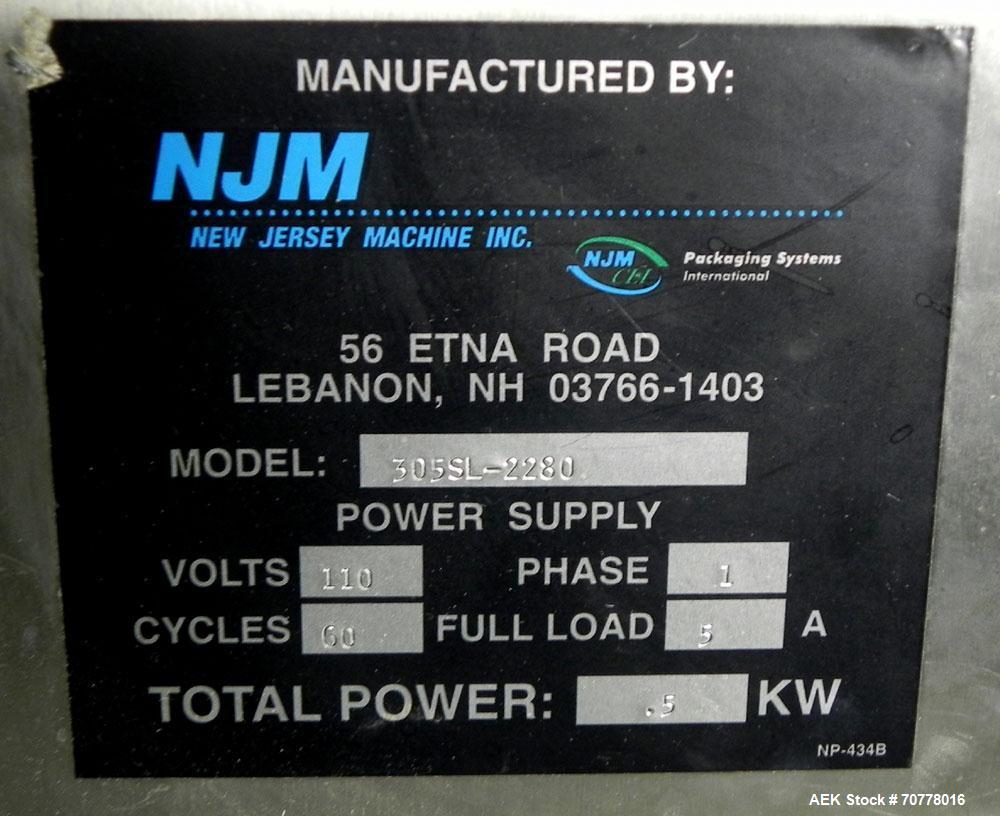 MANUFACTURED BY:
NJM
NEW JERSEY MACHINE INC.
NJM CLI
Packaging Systems
International
56 ETNA ROAD
LEBANON, NH 03766-1403
MODEL: 305SL-2280
POWER SUPPLY
VOLTS 110 PHASE 1
CYCLES 60 FULL LOAD 5 A
TOTAL POWER: .5 KW
NP-434B
AEK Stock # 70778016